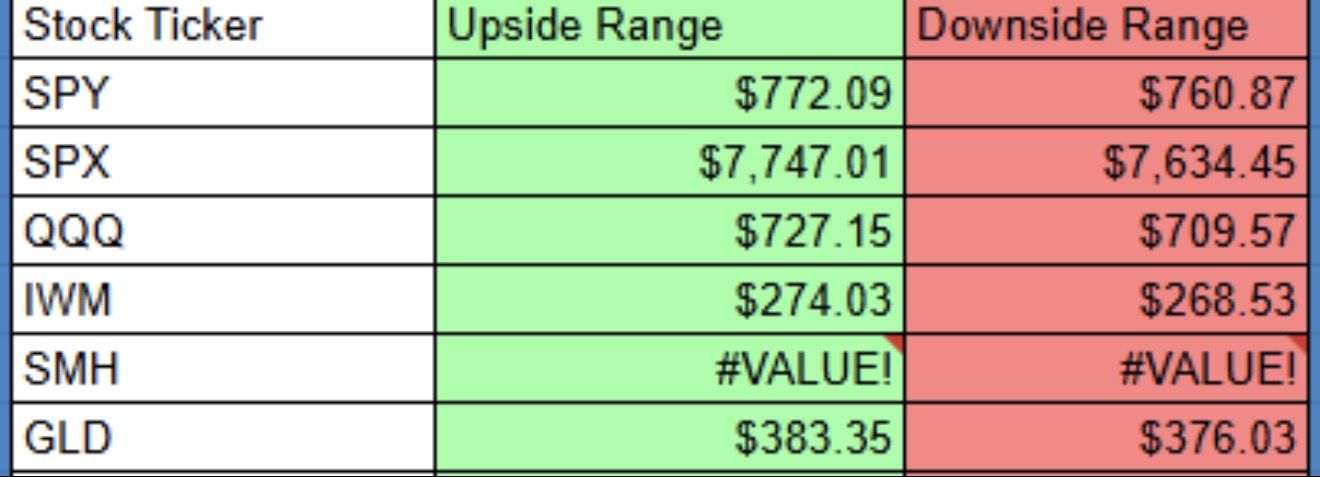 Stock Ticker Upside Range Downside Range
SPY $772.09 $760.87
SPX $7,747.01 $7,634.45
QQQ $727.15 $709.57
IWM $274.03 $268.53
SMH #VALUE! #VALUE!
GLD $383.35 $376.03